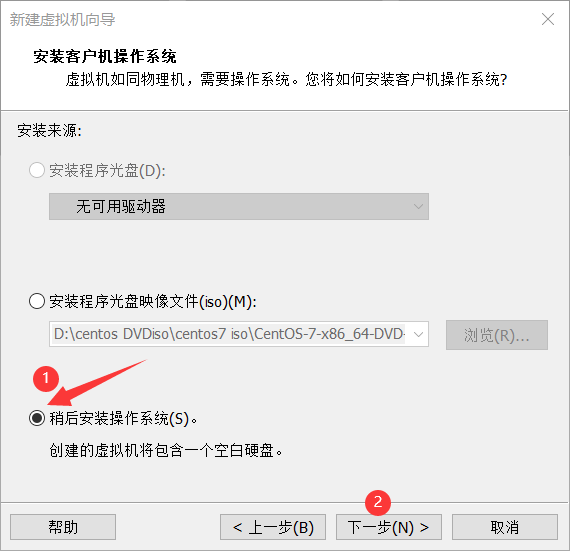 新建虚拟机向导
安装客户机操作系统
虚拟机如同物理机，需要操作系统。您将如何安装客户机操作系统?
安装来源:
安装程序光盘(D):
无可用驱动器
安装程序光盘映像文件(iso)(M):
D:\centos DVDiso\centos7 iso\CentOS-7-x86_64-DVD-
浏览(R)...
1
稍后安装操作系统(S)。
创建的虚拟机将包含一个空白硬盘。
2
帮助
< 上一步(B)
下一步(N) >
取消